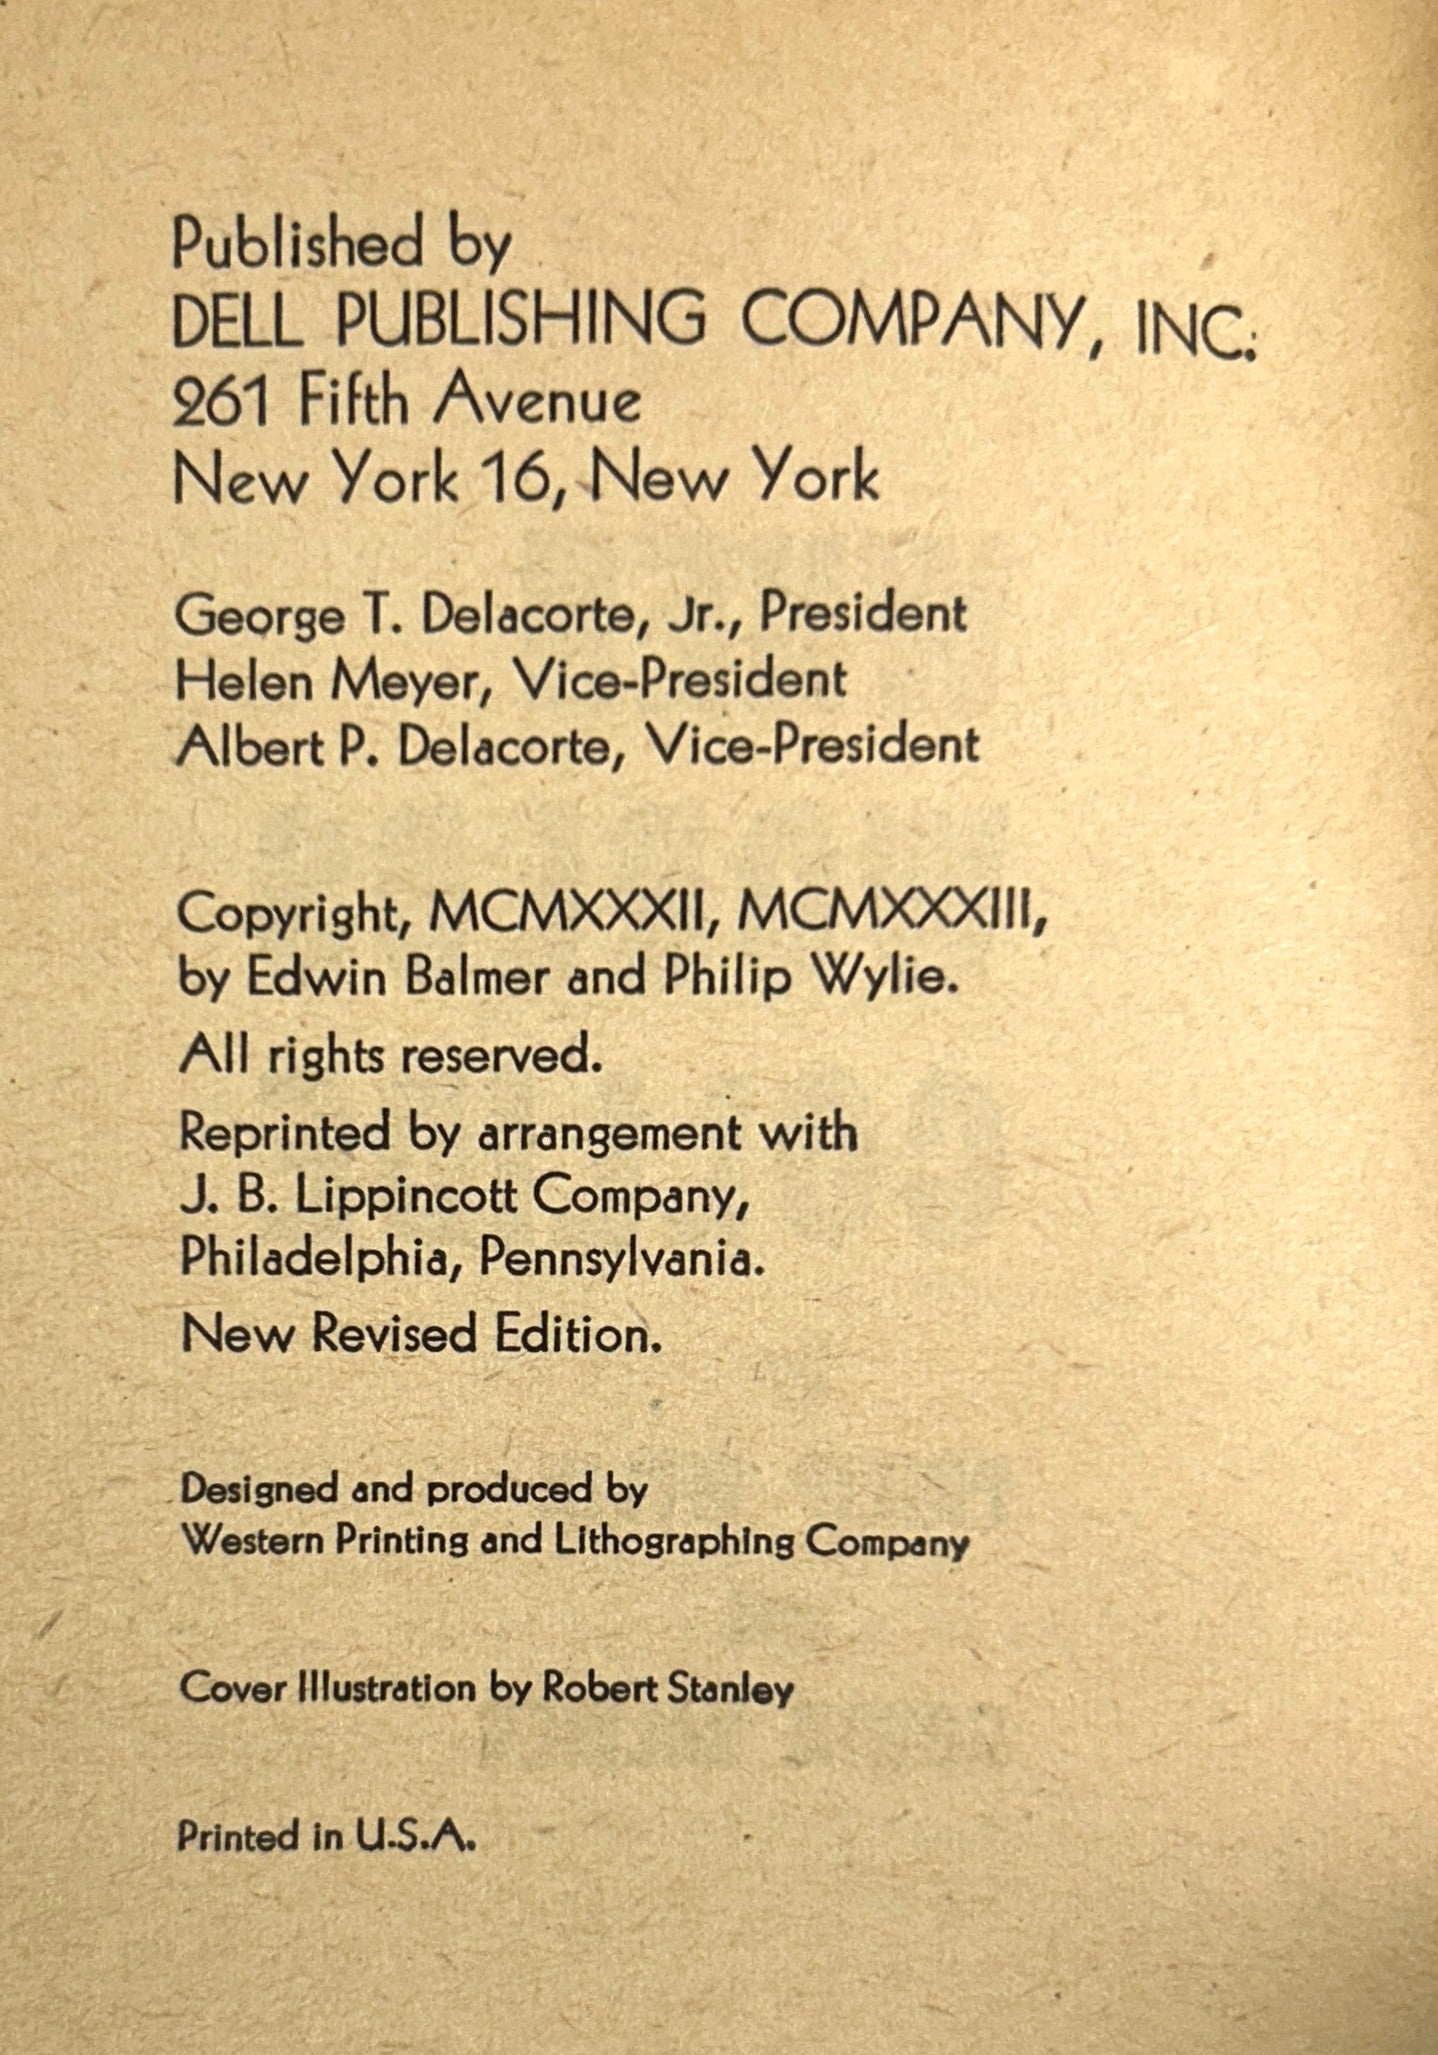 Published by
DELL PUBLISHING COMPANY, INC.
261 Fifth Avenue
New York 16, New York
George T. Delacorte, Jr., President
Helen Meyer, Vice-President
Albert P. Delacorte, Vice-President
Copyright, MCMXXXII, MCMXXXIII,
by Edwin Balmer and Philip Wylie.
All rights reserved.
Reprinted by arrangement with
J. B. Lippincott Company,
Philadelphia, Pennsylvania.
New Revised Edition.
Designed and produced by
Western Printing and Lithographing Company
Cover Illustration by Robert Stanley
Printed in U.S.A.